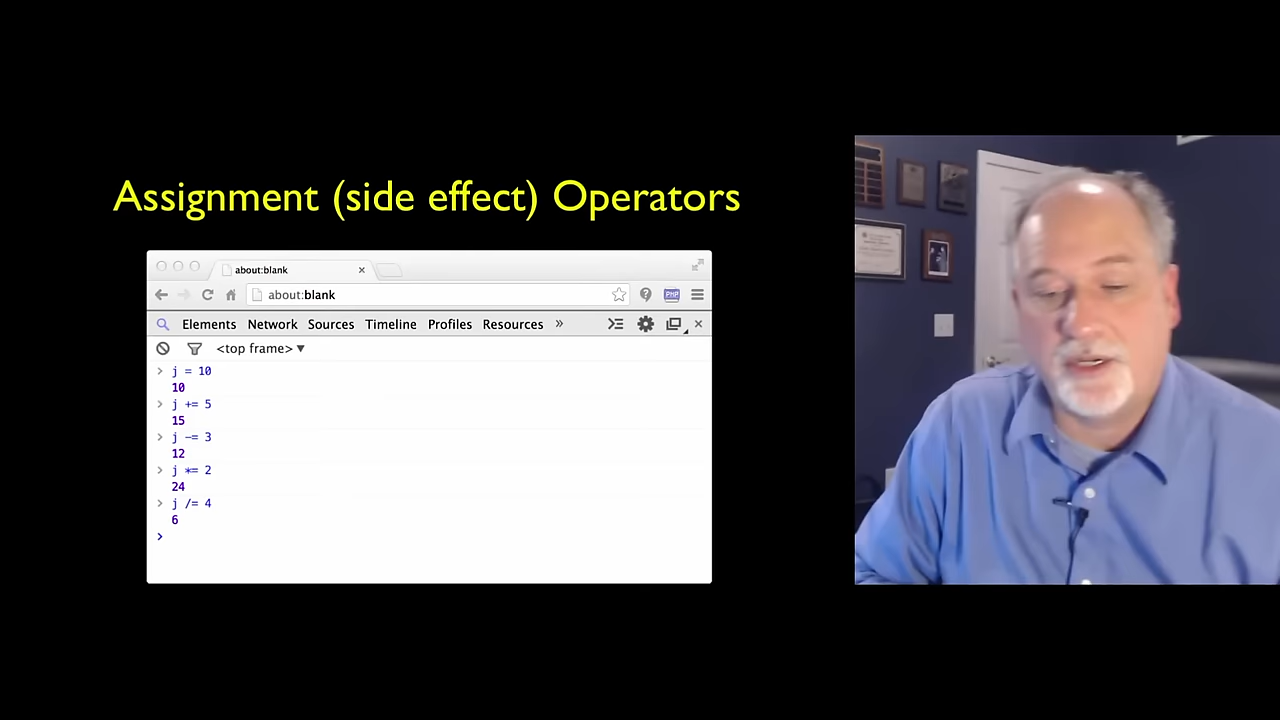 Assignment (side effect) Operators
about:blank
about:blank
PHP
Elements Network Sources Timeline Profiles Resources »
<top frame> ▼
> j = 10
10
> j += 5
15
> j -= 3
12
> j *= 2
24
> j /= 4
6
>